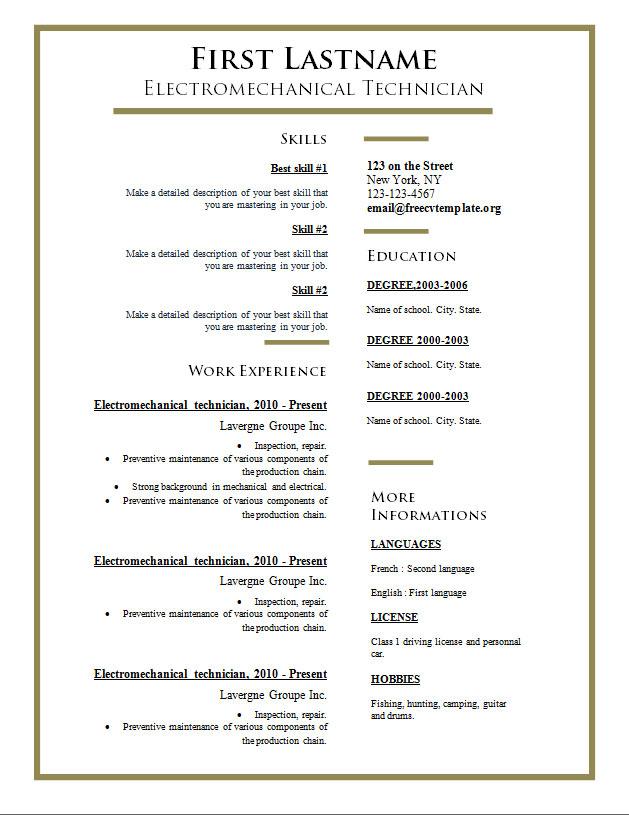 First Lastname
Electromechanical Technician
Skills
Best skill #1
Make a detailed description of your best skill that
you are mastering in your job.
Skill #2
Make a detailed description of your best skill that
you are mastering in your job.
Skill #2
Make a detailed description of your best skill that
you are mastering in your job.
Work Experience
Electromechanical technician, 2010 - Present
Lavergne Groupe Inc.
• Inspection, repair.
• Preventive maintenance of various components of
the production chain.
• Strong background in mechanical and electrical.
• Preventive maintenance of various components of
the production chain.
Electromechanical technician, 2010 - Present
Lavergne Groupe Inc.
• Inspection, repair.
• Preventive maintenance of various components of
the production chain.
Electromechanical technician, 2010 - Present
Lavergne Groupe Inc.
• Inspection, repair.
• Preventive maintenance of various components of
the production chain.
123 on the Street
New York, NY
123-123-4567
email@freecvtemplate.org
Education
DEGREE,2003-2006
Name of school. City. State.
DEGREE 2000-2003
Name of school. City. State.
DEGREE 2000-2003
Name of school. City. State.
More
Informations
LANGUAGES
French : Second language
English : First language
LICENSE
Class 1 driving license and personnal
car.
HOBBIES
Fishing, hunting, camping, guitar
and drums.